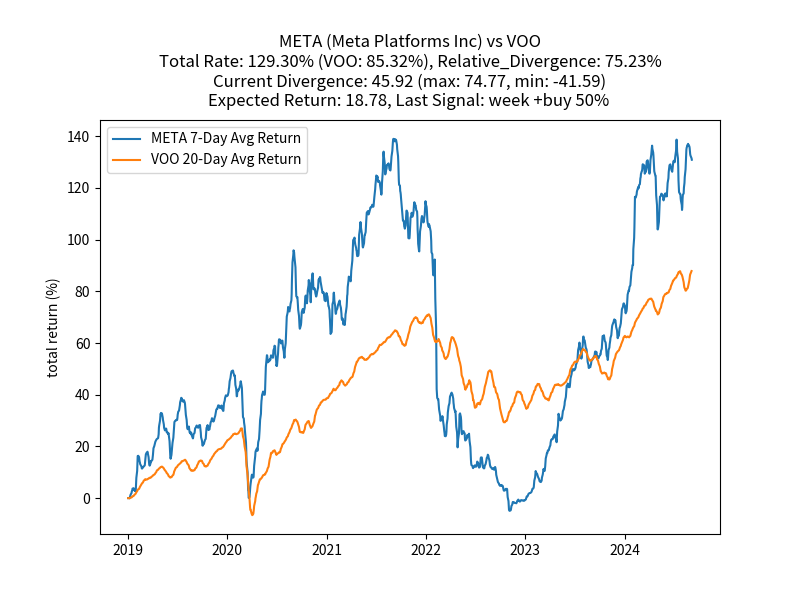 META (Meta Platforms Inc) vs VOO
Total Rate: 129.30% (VOO: 85.32%), Relative_Divergence: 75.23%
Current Divergence: 45.92 (max: 74.77, min: -41.59)
Expected Return: 18.78, Last Signal: week +buy 50%
META 7-Day Avg Return
VOO 20-Day Avg Return
total return (%)
140
120
100
80
60
40
20
0
2019 2020 2021 2022 2023 2024